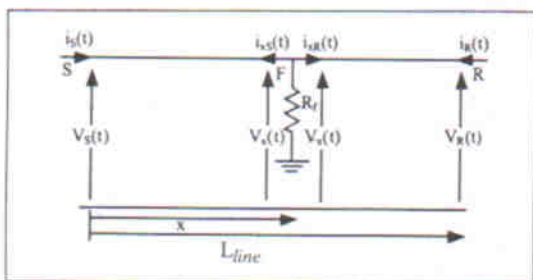 i_S(t) i_xS(t) i_xR(t) i_R(t)
S F R
R_f
V_S(t) V_x(t) V_x(t) V_R(t)
x
L_line